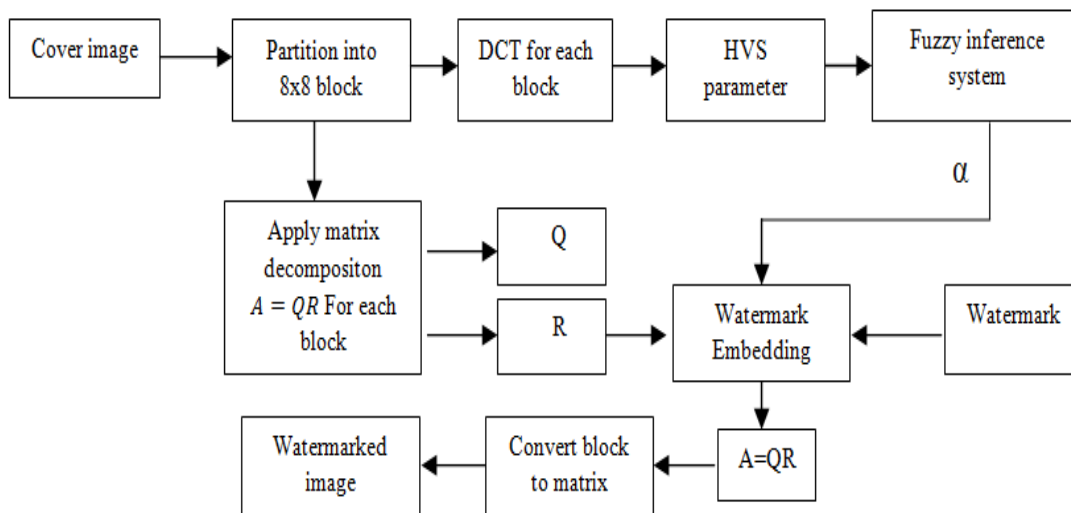 Cover image
Partition into
8x8 block
DCT for each
block
HVS
parameter
Fuzzy inference
system
α
Apply matrix
decompositon
A = QR For each
block
Q
R
Watermark
Embedding
Watermark
A=QR
Convert block
to matrix
Watermarked
image